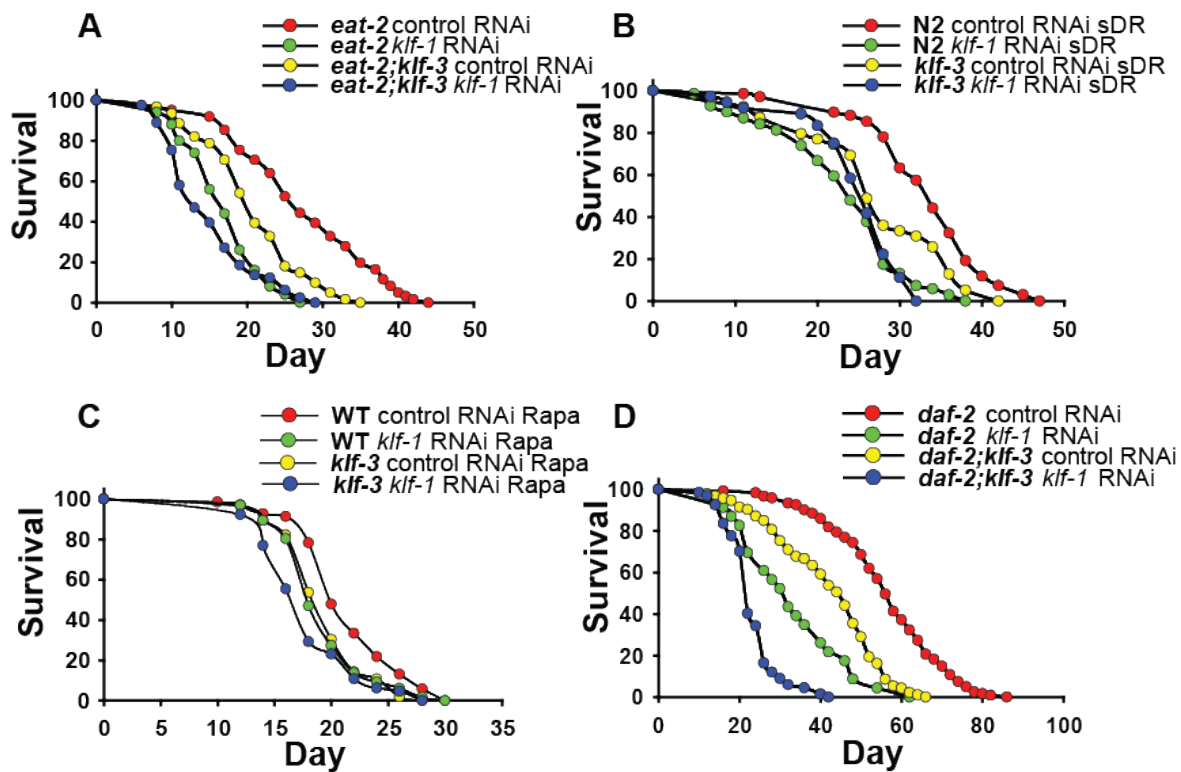 A
eat-2 control RNAi
eat-2 klf-1 RNAi
eat-2;klf-3 control RNAi
eat-2;klf-3 klf-1 RNAi
100
80
60
40
20
0
Survival
0 10 20 30 40 50
Day
B
N2 control RNAi sDR
N2 klf-1 RNAi sDR
klf-3 control RNAi sDR
klf-3 klf-1 RNAi sDR
100
80
60
40
20
0
Survival
0 10 20 30 40 50
Day
C
WT control RNAi Rapa
WT klf-1 RNAi Rapa
klf-3 control RNAi Rapa
klf-3 klf-1 RNAi Rapa
100
80
60
40
20
0
Survival
0 5 10 15 20 25 30 35
Day
D
daf-2 control RNAi
daf-2 klf-1 RNAi
daf-2;klf-3 control RNAi
daf-2;klf-3 klf-1 RNAi
100
80
60
40
20
0
Survival
0 20 40 60 80 100
Day